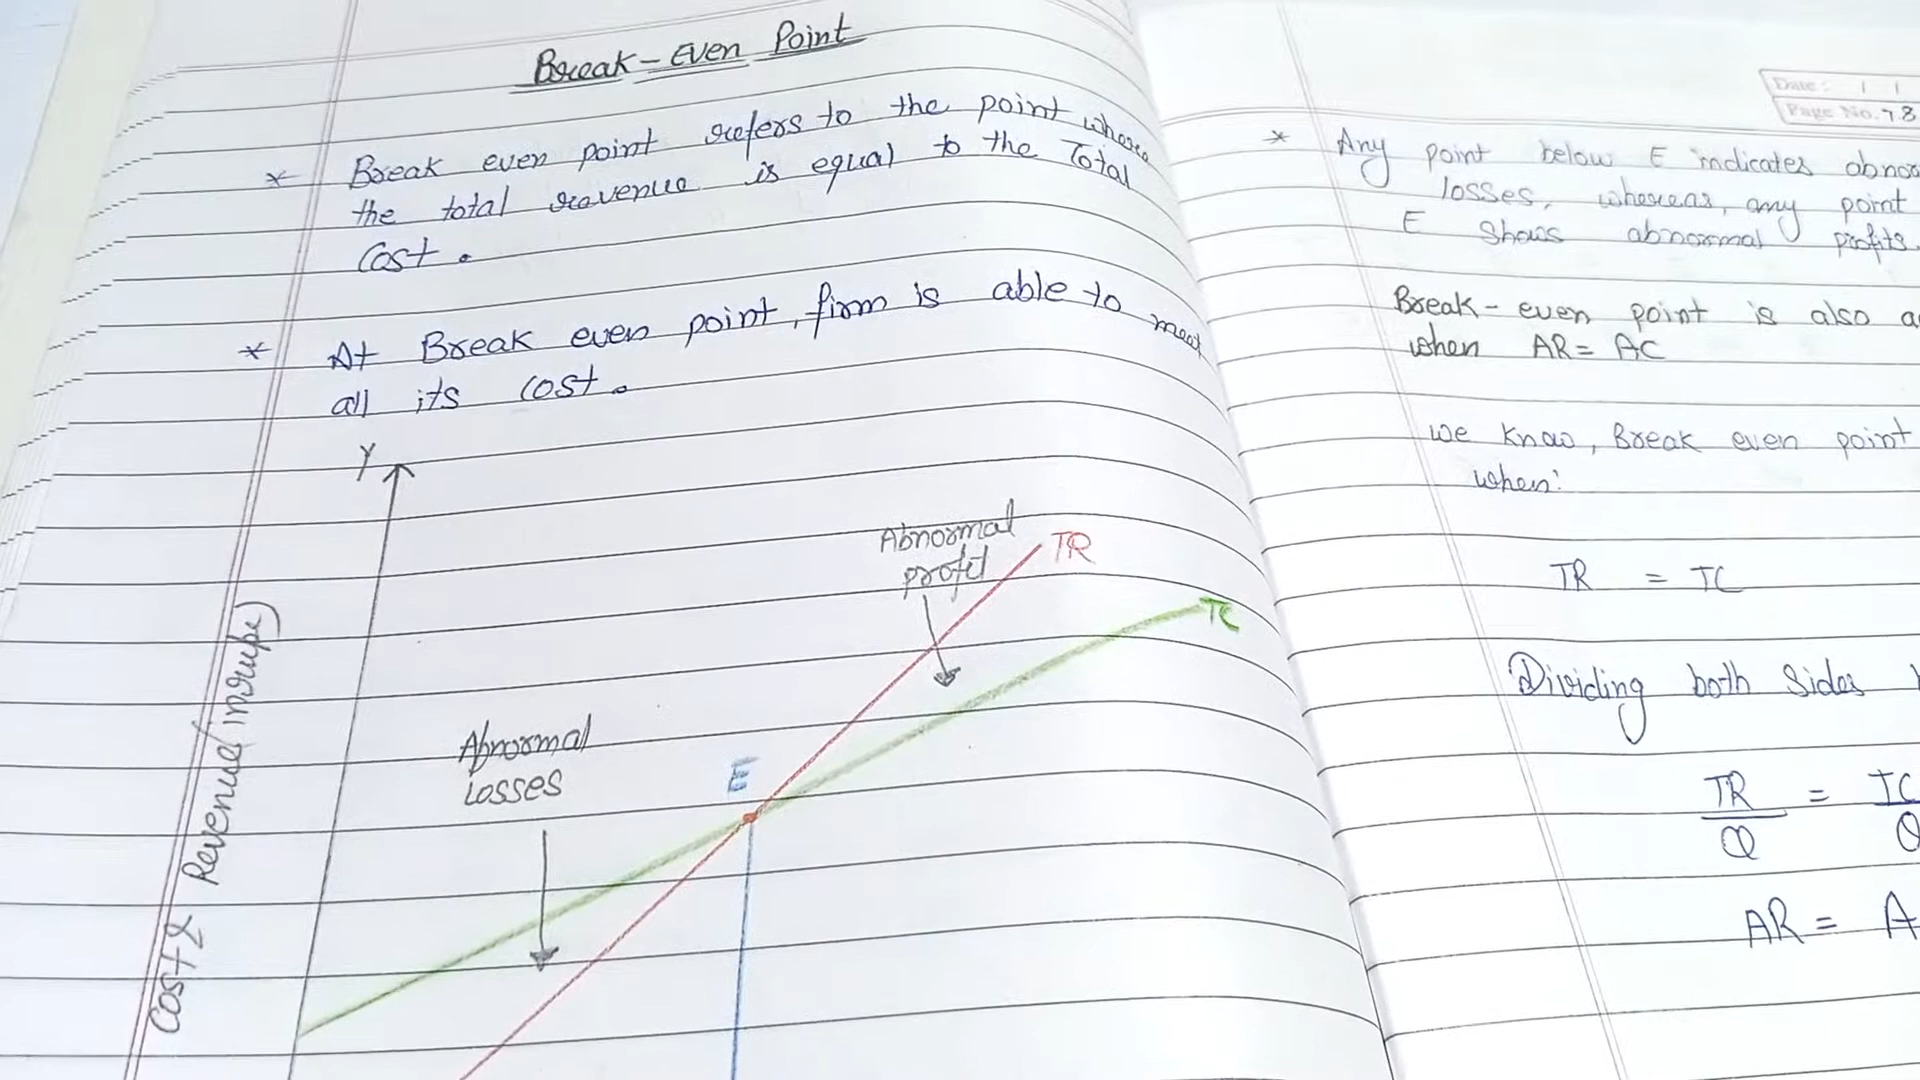 Break-Even Point
* Break even point refers to the point where
the total revenue is equal to the Total
Cost.
* At Break even point, firm is able to meet
all its cost.
Y
Cost & Revenue (in rupe)
Abnormal
profit
TR
TC
Abnormal
losses
E
Date: / /
Page No. 78
* Any point below E indicates
losses, whereas, any point
E shows abnormal profits.
Break-even point is also
when AR = AC
we know, Break even point
when:
TR = TC
Dividing both sides
TR = TC
Q Q
AR = A